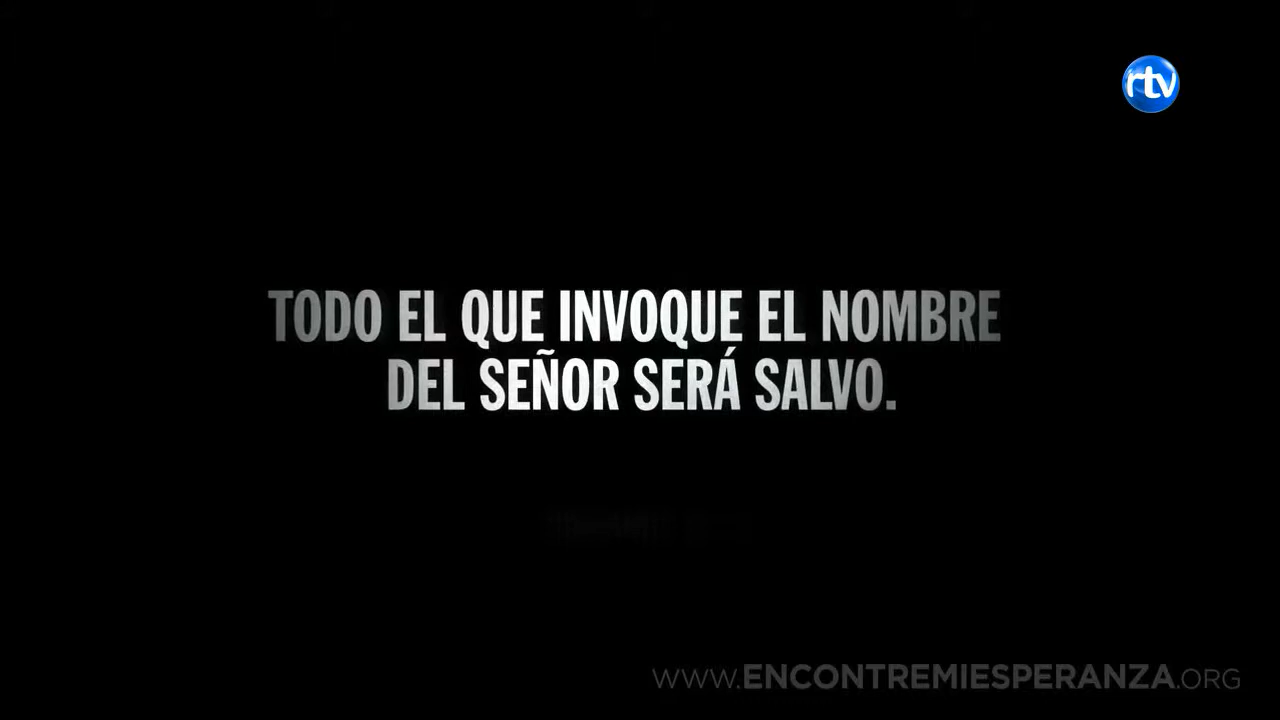 rtv
TODO EL QUE INVOQUE EL NOMBRE
DEL SEÑOR SERÁ SALVO.
WWW.ENCONTREMIESPERANZA.ORG